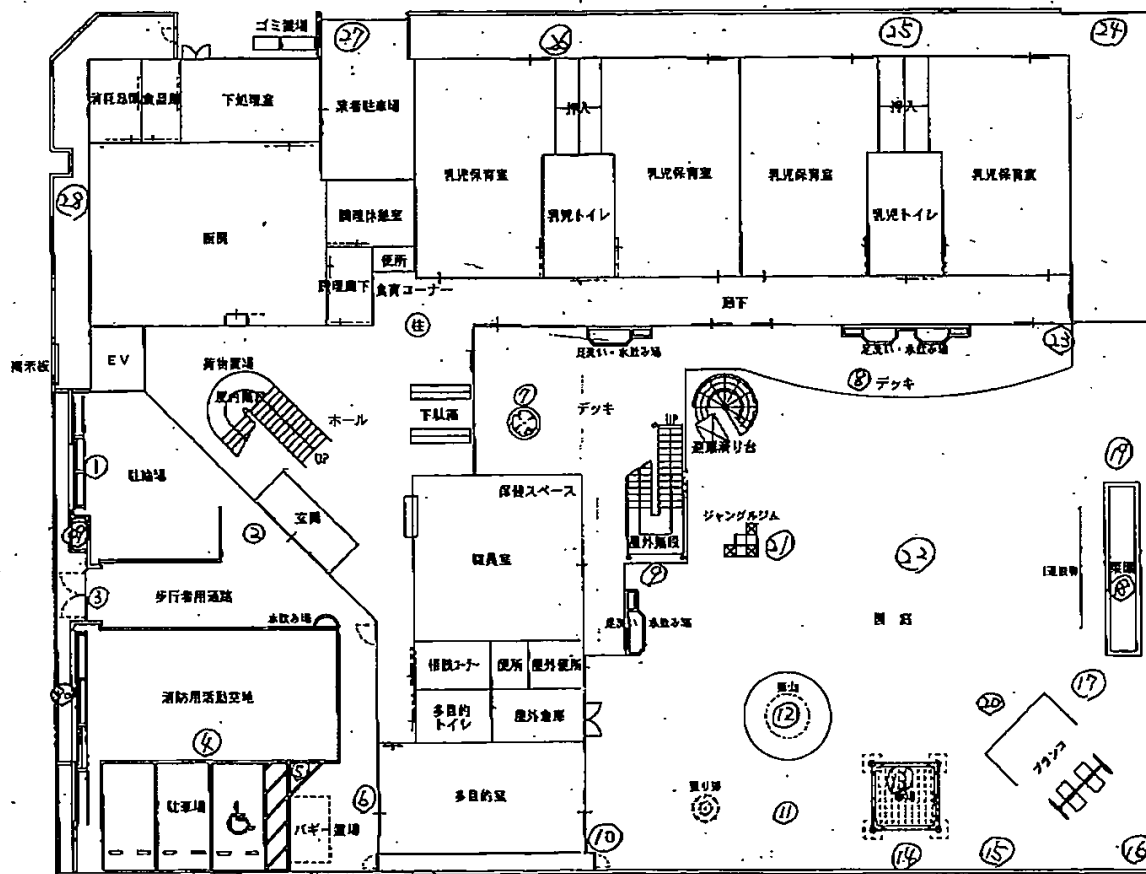 ゴミ置場
㉗
㉕
㉔
消耗品庫
食品庫
下処理室
業者駐車場
押入
押入
乳児保育室
乳児トイレ
乳児保育室
乳児保育室
乳児トイレ
乳児保育室
㉘
厨房
調理休憩室
便所
調理廊下
食育コーナー
廊下
柱
足洗い・水飲み場
足洗い・水飲み場
㉓
掲示板
EV
荷物置場
屋内階段
UP
ホール
下駄箱
⑦
デッキ
⑧
デッキ
UP
避難滑り台
①
駐輪場
②
玄関
保健スペース
職員室
屋外階段
ジャングルジム
㉑
㉒
⑲
菜園
⑱
③
歩行者用通路
水飲み場
⑨
足洗い・水飲み場
園庭
相談コーナー
便所
屋外便所
消防用活動空地
多目的
トイレ
屋外倉庫
築山
⑫
⑳
⑰
ブランコ
④
⑤
駐車場
バギー置場
⑥
多目的室
⑪
⑬
⑩
⑭
⑮
⑯